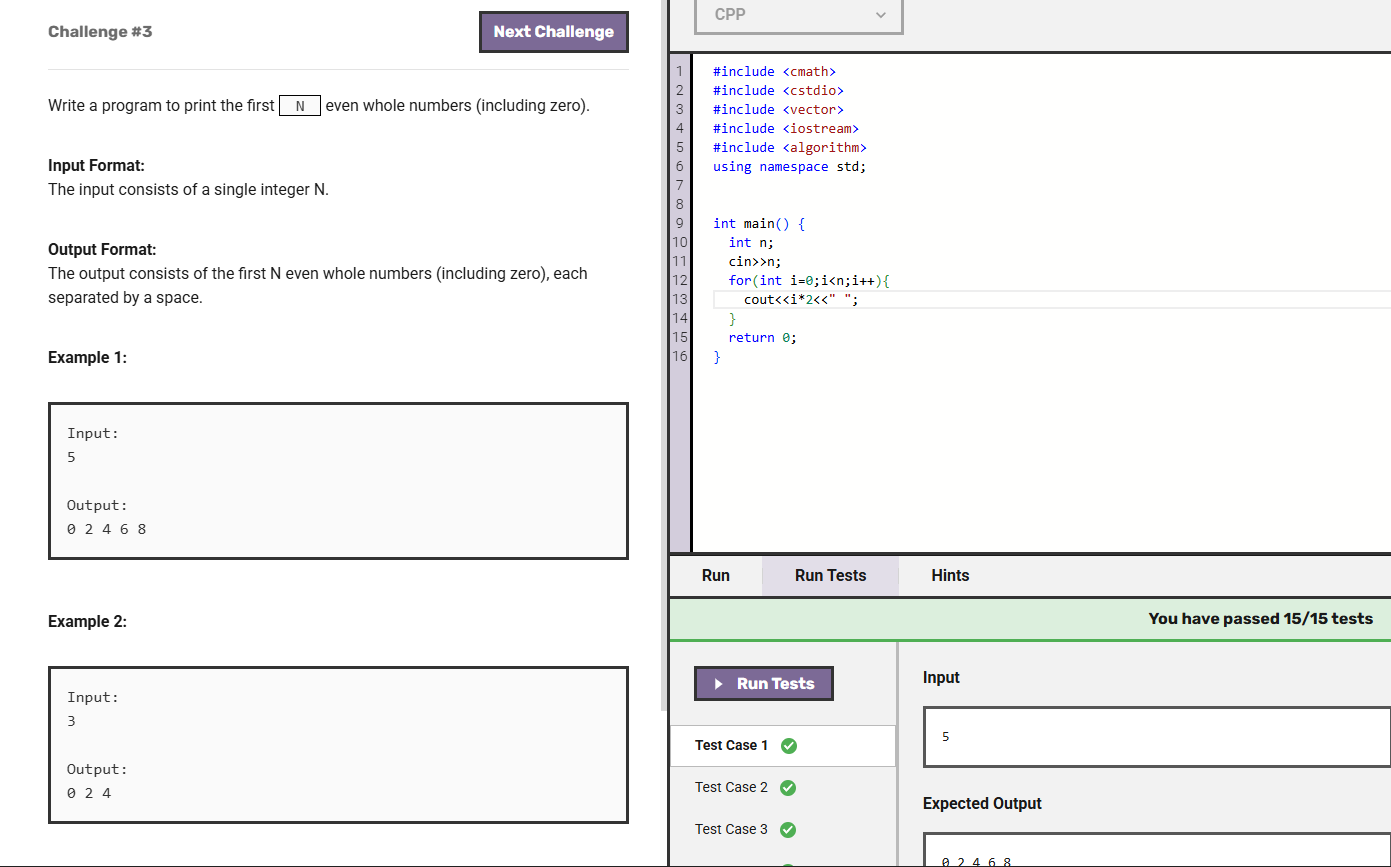 Challenge #3
Next Challenge
Write a program to print the first N even whole numbers (including zero).
Input Format:
The input consists of a single integer N.
Output Format:
The output consists of the first N even whole numbers (including zero), each
separated by a space.
Example 1:
Input:
5
Output:
0 2 4 6 8
Example 2:
Input:
3
Output:
0 2 4
CPP
1 #include <cmath>
2 #include <cstdio>
3 #include <vector>
4 #include <iostream>
5 #include <algorithm>
6 using namespace std;
7
8
9 int main() {
10 int n;
11 cin>>n;
12 for(int i=0;i<n;i++){
13 cout<<i*2<<" ";
14 }
15 return 0;
16 }
Run Run Tests Hints
You have passed 15/15 tests
Run Tests
Test Case 1
Test Case 2
Test Case 3
Input
5
Expected Output
0 2 4 6 8